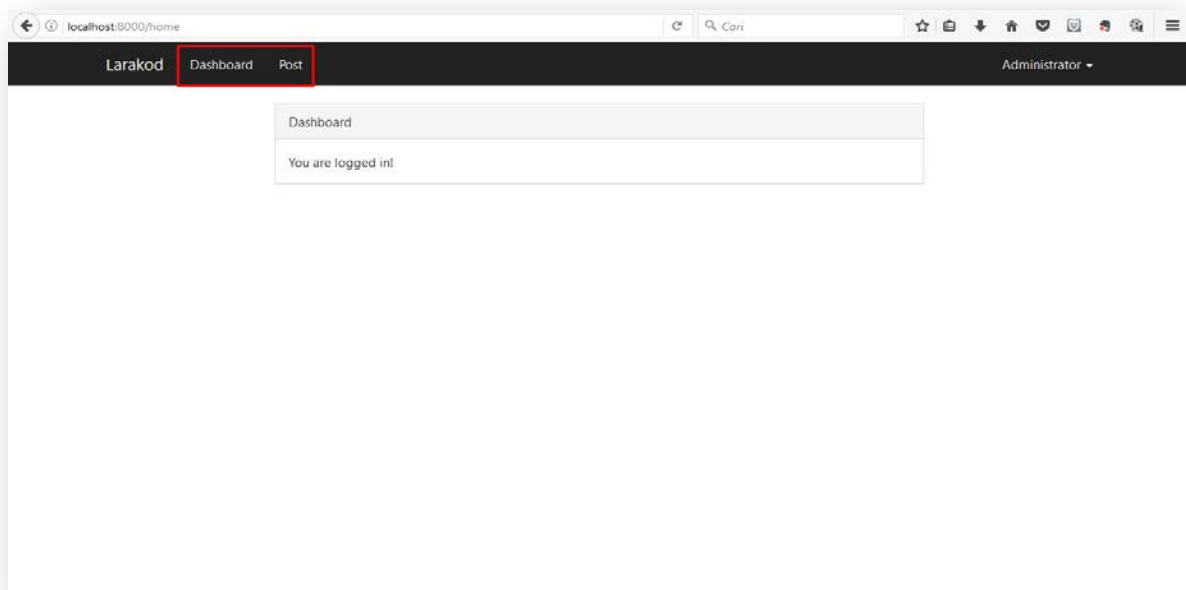 localhost:8000/home
Cari
Larakod Dashboard Post Administrator
Dashboard
You are logged in!